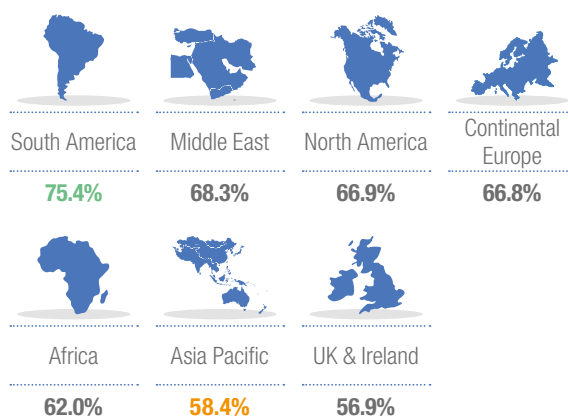 South America
75.4%
Middle East
68.3%
North America
66.9%
Continental
Europe
66.8%
Africa
62.0%
Asia Pacific
58.4%
UK & Ireland
56.9%